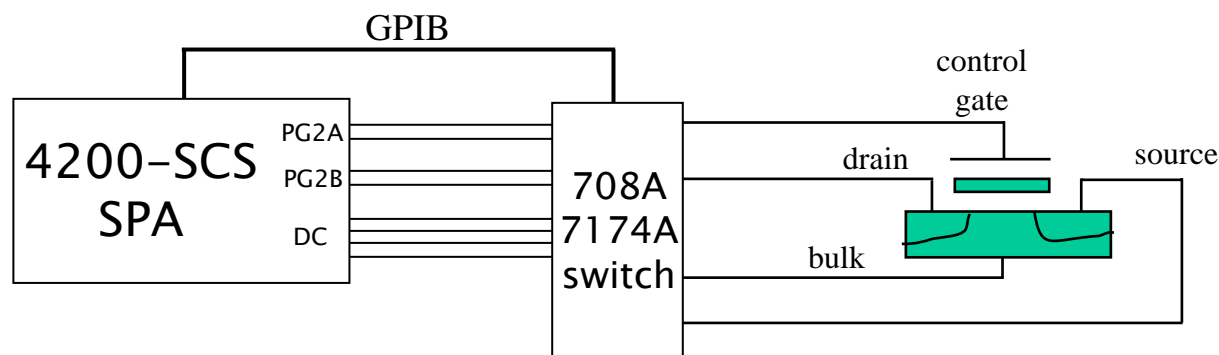 GPIB
4200-SCS
SPA
PG2A
PG2B
DC
708A
7174A
switch
control
gate
drain
source
bulk